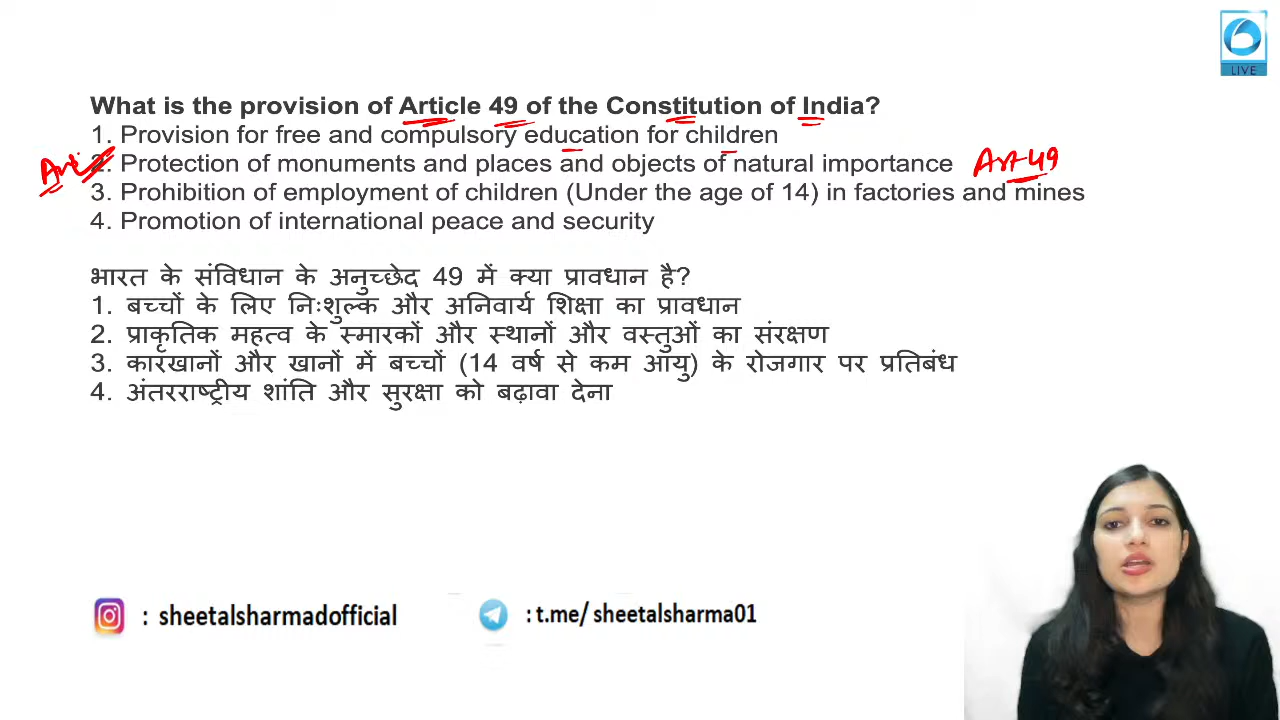 LIVE
What is the provision of Article 49 of the Constitution of India?
1. Provision for free and compulsory education for children
Ans. 2. Protection of monuments and places and objects of natural importance Art-49
3. Prohibition of employment of children (Under the age of 14) in factories and mines
4. Promotion of international peace and security
भारत के संविधान के अनुच्छेद 49 में क्या प्रावधान है?
1. बच्चों के लिए निःशुल्क और अनिवार्य शिक्षा का प्रावधान
2. प्राकृतिक महत्व के स्मारकों और स्थानों और वस्तुओं का संरक्षण
3. कारखानों और खानों में बच्चों (14 वर्ष से कम आयु) के रोजगार पर प्रतिबंध
4. अंतरराष्ट्रीय शांति और सुरक्षा को बढ़ावा देना
: sheetalsharmadofficial : t.me/ sheetalsharma01